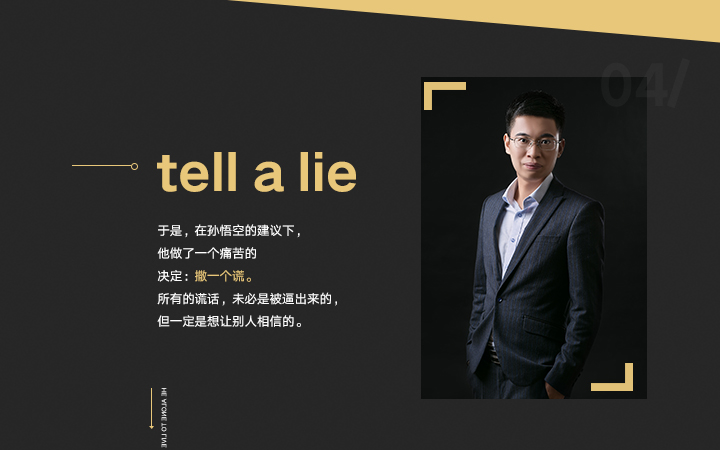 04/
tell a lie
于是，在孙悟空的建议下，
他做了一个痛苦的
决定：撒一个谎。
所有的谎话，未必是被逼出来的，
但一定是想让别人相信的。